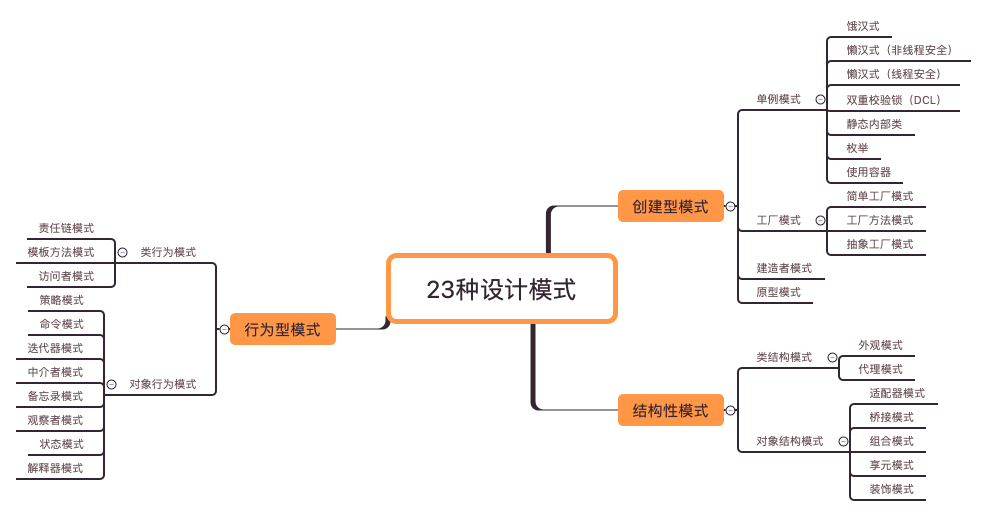 23种设计模式
创建型模式
单例模式
饿汉式
懒汉式（非线程安全）
懒汉式（线程安全）
双重校验锁（DCL）
静态内部类
枚举
使用容器
工厂模式
简单工厂模式
工厂方法模式
抽象工厂模式
建造者模式
原型模式
结构性模式
类结构模式
外观模式
代理模式
对象结构模式
适配器模式
桥接模式
组合模式
享元模式
装饰模式
行为型模式
类行为模式
责任链模式
模板方法模式
访问者模式
对象行为模式
策略模式
命令模式
迭代器模式
中介者模式
备忘录模式
观察者模式
状态模式
解释器模式